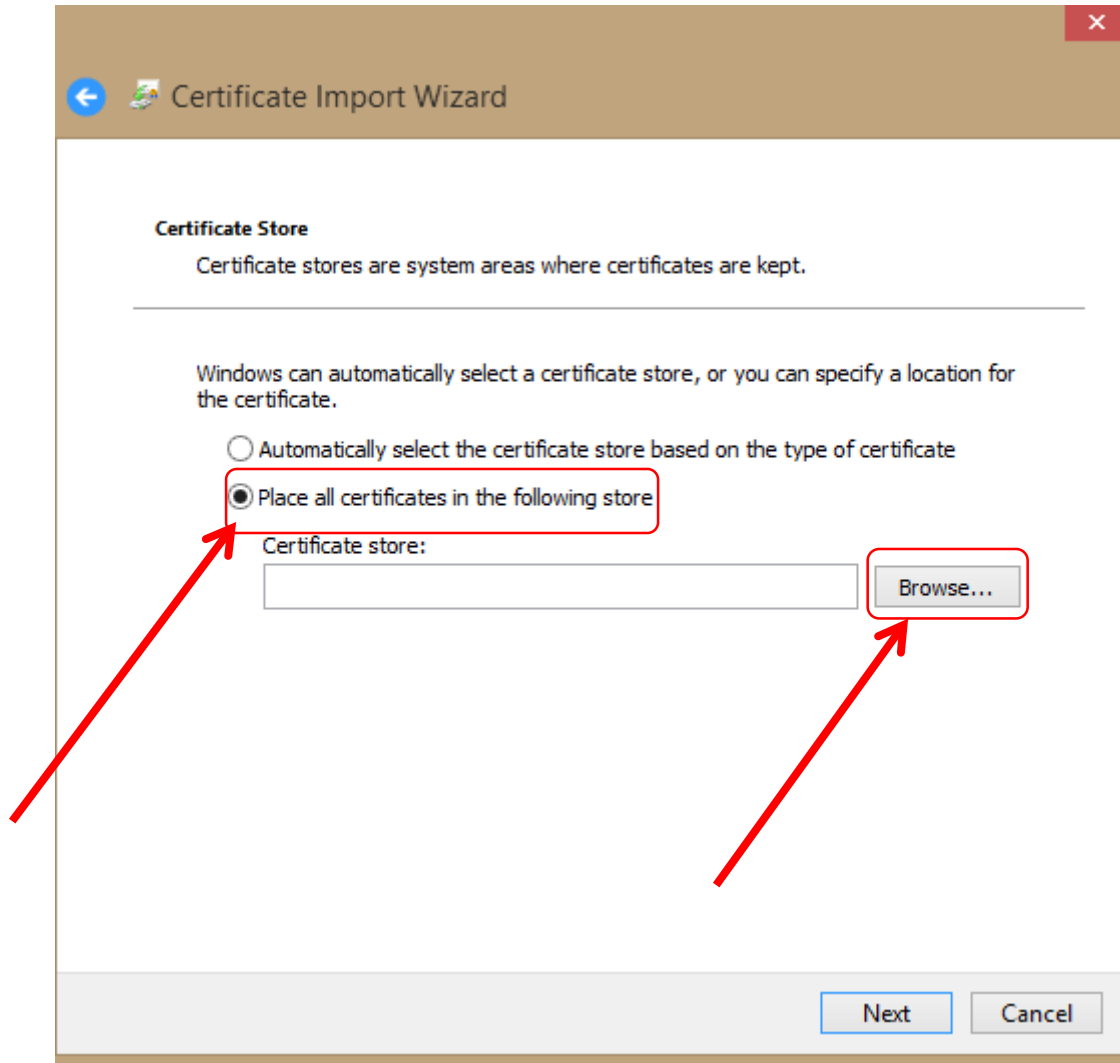 Certificate Import Wizard
Certificate Store
Certificate stores are system areas where certificates are kept.
Windows can automatically select a certificate store, or you can specify a location for
the certificate.
Automatically select the certificate store based on the type of certificate
Place all certificates in the following store
Certificate store:
Browse...
Next
Cancel